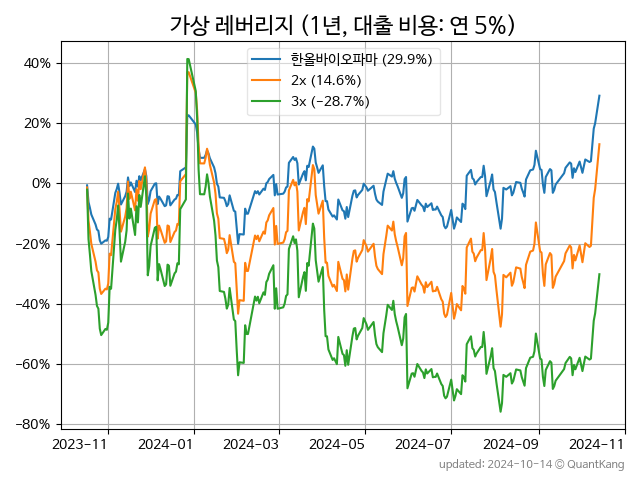 가상 레버리지 (1년, 대출 비용: 연 5%)
한올바이오파마 (29.9%)
2x (14.6%)
3x (−28.7%)
40%
20%
0%
−20%
−40%
−60%
−80%
2023-11
2024-01
2024-03
2024-05
2024-07
2024-09
2024-11
updated: 2024-10-14 © QuantKang